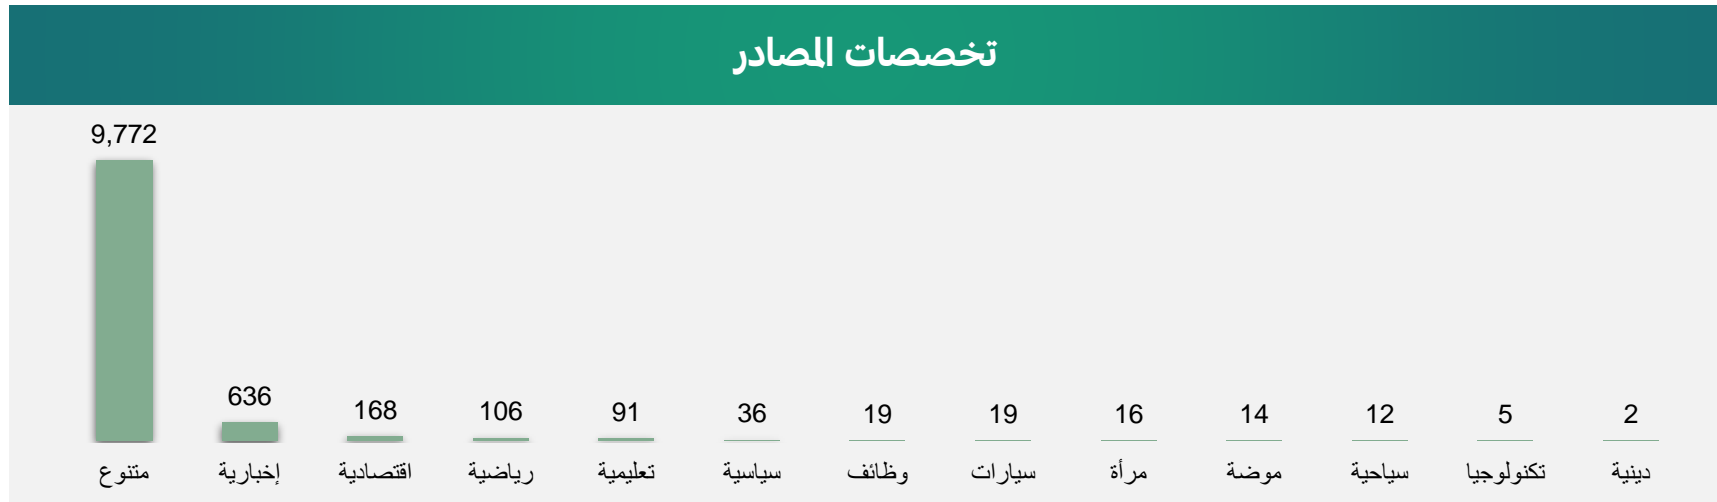 تخصصات المصادر
9,772 636 168 106 91 36 19 19 16 14 12 5 2
متنوع إخبارية اقتصادية رياضية تعليمية سياسية وظائف سيارات مرأة موضة سياحية تكنولوجيا دينية